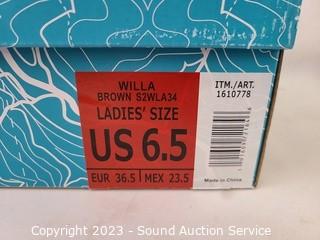 WILLA
BROWN S2WLA34
LADIES' SIZE
US 6.5
EUR 36.5 | MEX 23.5
ITM./ART.
1610778
Made in China
Copyright 2023 - Sound Auction Service